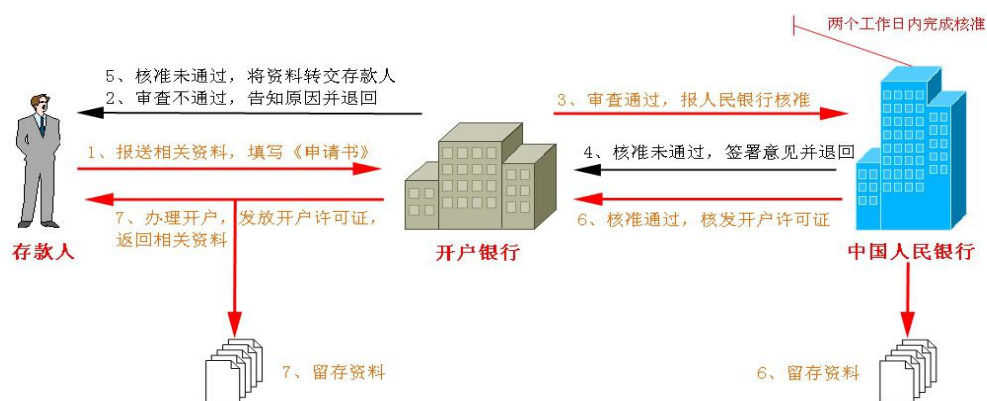 两个工作日内完成核准
5、核准未通过，将资料转交存款人
2、审查不通过，告知原因并退回
3、审查通过，报人民银行核准
1、报送相关资料，填写《申请书》
4、核准未通过，签署意见并退回
7、办理开户，发放开户许可证，
返回相关资料
6、核准通过，核发开户许可证
存款人
开户银行
中国人民银行
7、留存资料
6、留存资料